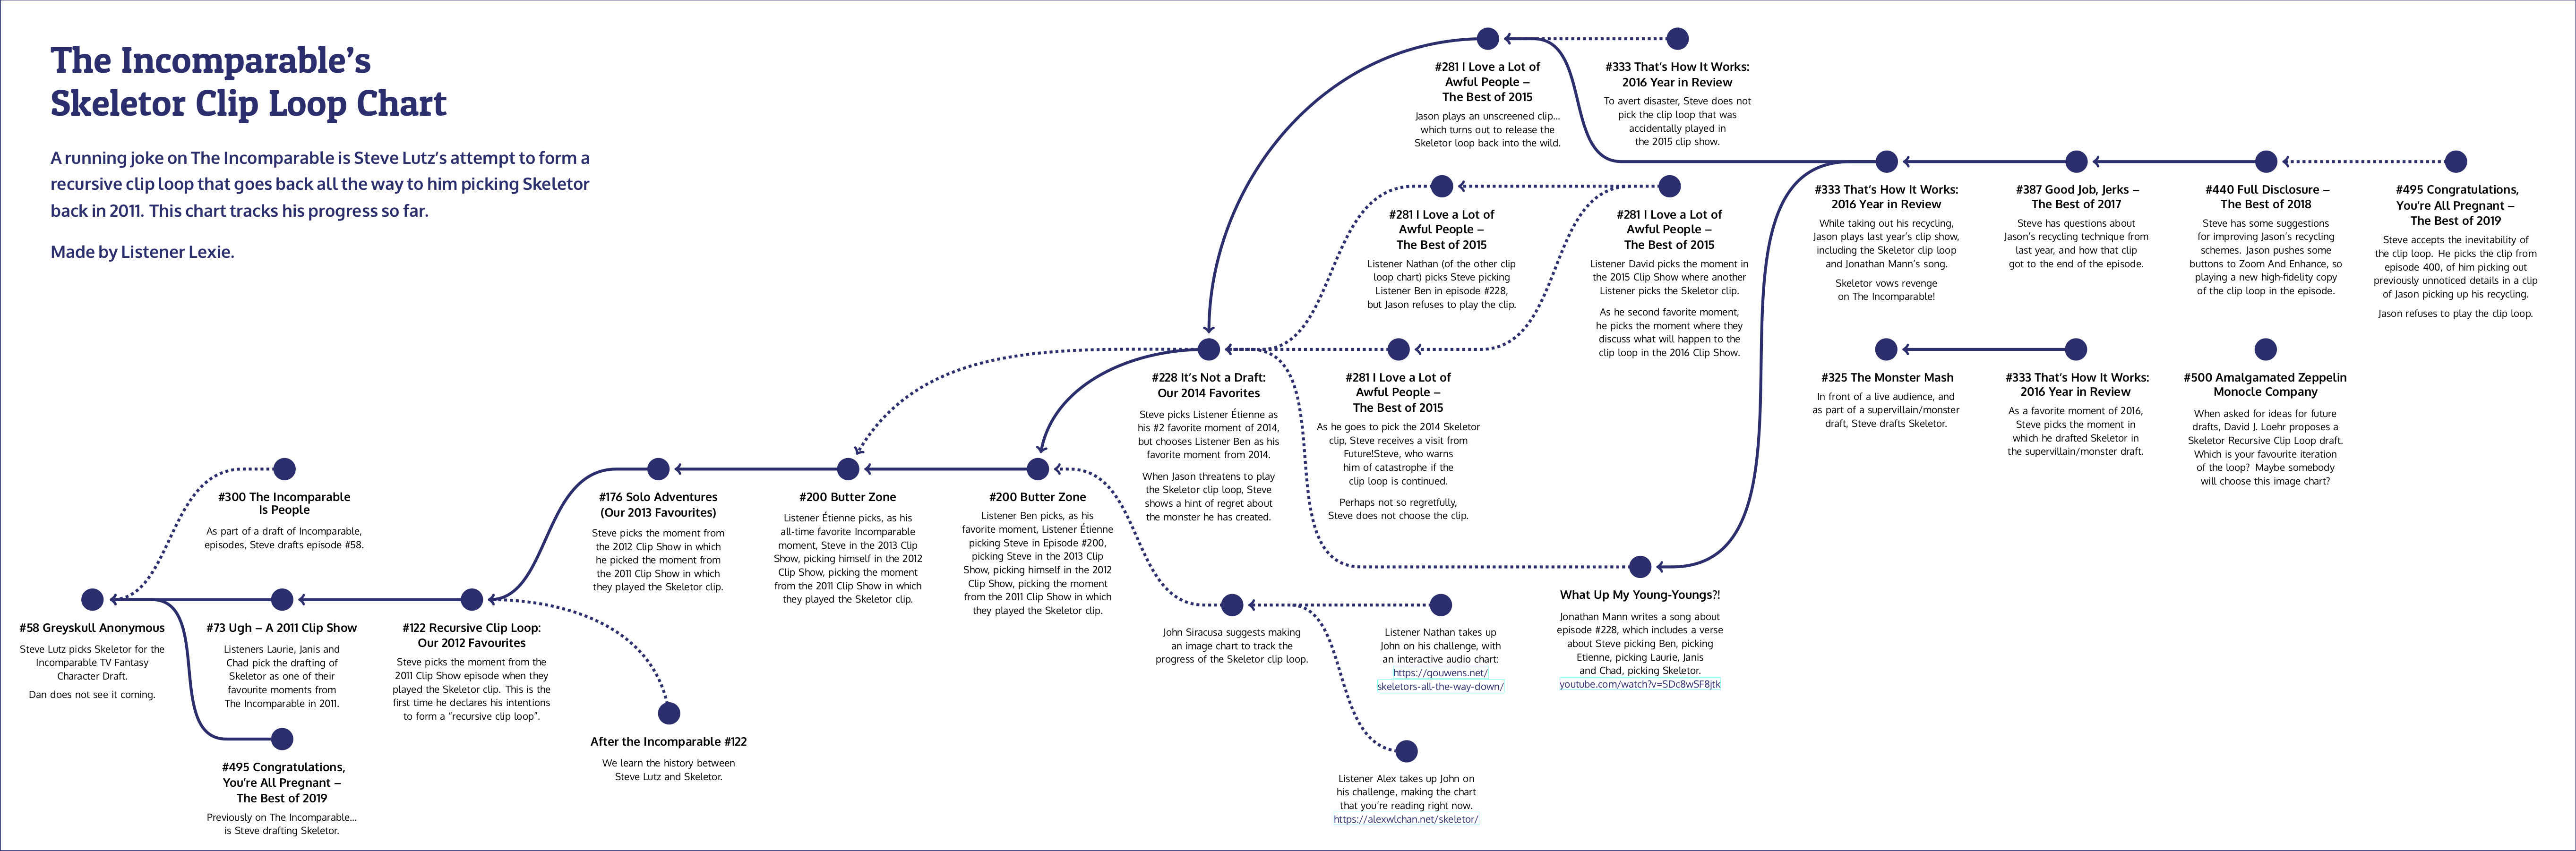 The Incomparable’s
Skeletor Clip Loop Chart
A running joke on The Incomparable is Steve Lutz’s attempt to form a
recursive clip loop that goes back all the way to him picking Skeletor
back in 2011. This chart tracks his progress so far.
Made by Listener Lexie.
#58 Greyskull Anonymous
Steve Lutz picks Skeletor for the
Incomparable TV Fantasy
Character Draft.
Dan does not see it coming.
#300 The Incomparable
Is People
As part of a draft of Incomparable,
episodes, Steve drafts episode #58.
#73 Ugh – A 2011 Clip Show
Listeners Laurie, Janis and
Chad pick the drafting of
Skeletor as one of their
favourite moments from
The Incomparable in 2011.
#495 Congratulations,
You’re All Pregnant –
The Best of 2019
Previously on The Incomparable...
is Steve drafting Skeletor.
#122 Recursive Clip Loop:
Our 2012 Favourites
Steve picks the moment from the
2011 Clip Show episode when they
played the Skeletor clip. This is the
first time he declares his intentions
to form a “recursive clip loop”.
After the Incomparable #122
We learn the history between
Steve Lutz and Skeletor.
#176 Solo Adventures
(Our 2013 Favourites)
Steve picks the moment from
the 2012 Clip Show in which
he picked the moment from
the 2011 Clip Show in which
they played the Skeletor clip.
#200 Butter Zone
Listener Étienne picks, as his
all-time favorite Incomparable
moment, Steve in the 2013 Clip
Show, picking himself in the 2012
Clip Show, picking the moment
from the 2011 Clip Show in which
they played the Skeletor clip.
#200 Butter Zone
Listener Ben picks, as his
favorite moment, Listener Étienne
picking Steve in Episode #200,
picking Steve in the 2013 Clip
Show, picking himself in the 2012
Clip Show, picking the moment
from the 2011 Clip Show in which
they played the Skeletor clip.
#228 It’s Not a Draft:
Our 2014 Favorites
Steve picks Listener Étienne as
his #2 favorite moment of 2014,
but chooses Listener Ben as his
favorite moment from 2014.
When Jason threatens to play
the Skeletor clip loop, Steve
shows a hint of regret about
the monster he has created.
John Siracusa suggests making
an image chart to track the
progress of the Skeletor clip loop.
Listener Nathan takes up
John on his challenge, with
an interactive audio chart:
https://gouwens.net/
skeletors-all-the-way-down/
Listener Alex takes up John on
his challenge, making the chart
that you’re reading right now.
https://alexwlchan.net/skeletor/
#281 I Love a Lot of
Awful People –
The Best of 2015
Jason plays an unscreened clip...
which turns out to release the
Skeletor loop back into the wild.
#333 That’s How It Works:
2016 Year in Review
To avert disaster, Steve does not
pick the clip loop that was
accidentally played in
the 2015 clip show.
#281 I Love a Lot of
Awful People –
The Best of 2015
Listener Nathan (of the other clip
loop chart) picks Steve picking
Listener Ben in episode #228,
but Jason refuses to play the clip.
#281 I Love a Lot of
Awful People –
The Best of 2015
Listener David picks the moment in
the 2015 Clip Show where another
Listener picks the Skeletor clip.
As he second favorite moment,
he picks the moment where they
discuss what will happen to the
clip loop in the 2016 Clip Show.
#281 I Love a Lot of
Awful People –
The Best of 2015
As he goes to pick the 2014 Skeletor
clip, Steve receives a visit from
Future!Steve, who warns
him of catastrophe if the
clip loop is continued.
Perhaps not so regretfully,
Steve does not choose the clip.
What Up My Young-Youngs?!
Jonathan Mann writes a song about
episode #228, which includes a verse
about Steve picking Ben, picking
Etienne, picking Laurie, Janis
and Chad, picking Skeletor.
youtube.com/watch?v=SDc8wSF8jtk
#333 That’s How It Works:
2016 Year in Review
While taking out his recycling,
Jason plays last year’s clip show,
including the Skeletor clip loop
and Jonathan Mann’s song.
Skeletor vows revenge
on The Incomparable!
#387 Good Job, Jerks –
The Best of 2017
Steve has questions about
Jason’s recycling technique from
last year, and how that clip
got to the end of the episode.
#440 Full Disclosure –
The Best of 2018
Steve has some suggestions
for improving Jason’s recycling
schemes. Jason pushes some
buttons to Zoom And Enhance, so
playing a new high-fidelity copy
of the clip loop in the episode.
#495 Congratulations,
You’re All Pregnant –
The Best of 2019
Steve accepts the inevitability of
the clip loop. He picks the clip from
episode 400, of him picking out
previously unnoticed details in a clip
of Jason picking up his recycling.
Jason refuses to play the clip loop.
#325 The Monster Mash
In front of a live audience, and
as part of a supervillain/monster
draft, Steve drafts Skeletor.
#333 That’s How It Works:
2016 Year in Review
As a favorite moment of 2016,
Steve picks the moment in
which he drafted Skeletor in
the supervillain/monster draft.
#500 Amalgamated Zeppelin
Monocle Company
When asked for ideas for future
drafts, David J. Loehr proposes a
Skeletor Recursive Clip Loop draft.
Which is your favourite iteration
of the loop? Maybe somebody
will choose this image chart?